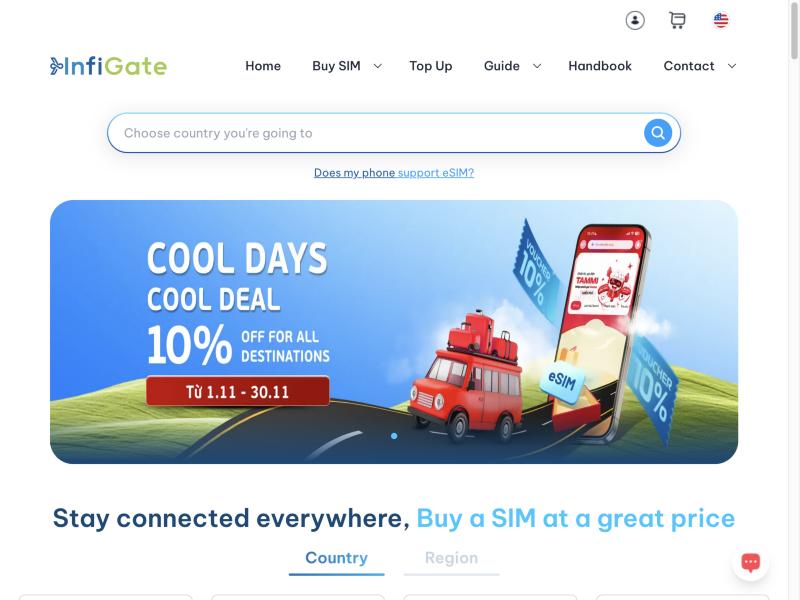 InfiGate
Home
Buy SIM
Top Up
Guide
Handbook
Contact
Choose country you're going to
Does my phone support eSIM?
COOL DAYS
COOL DEAL
10% OFF FOR ALL
DESTINATIONS
Từ 1.11 - 30.11
VOUCHER
10%
TAMMI
eSIM
VOUCHER
10%
Stay connected everywhere, Buy a SIM at a great price
Country
Region